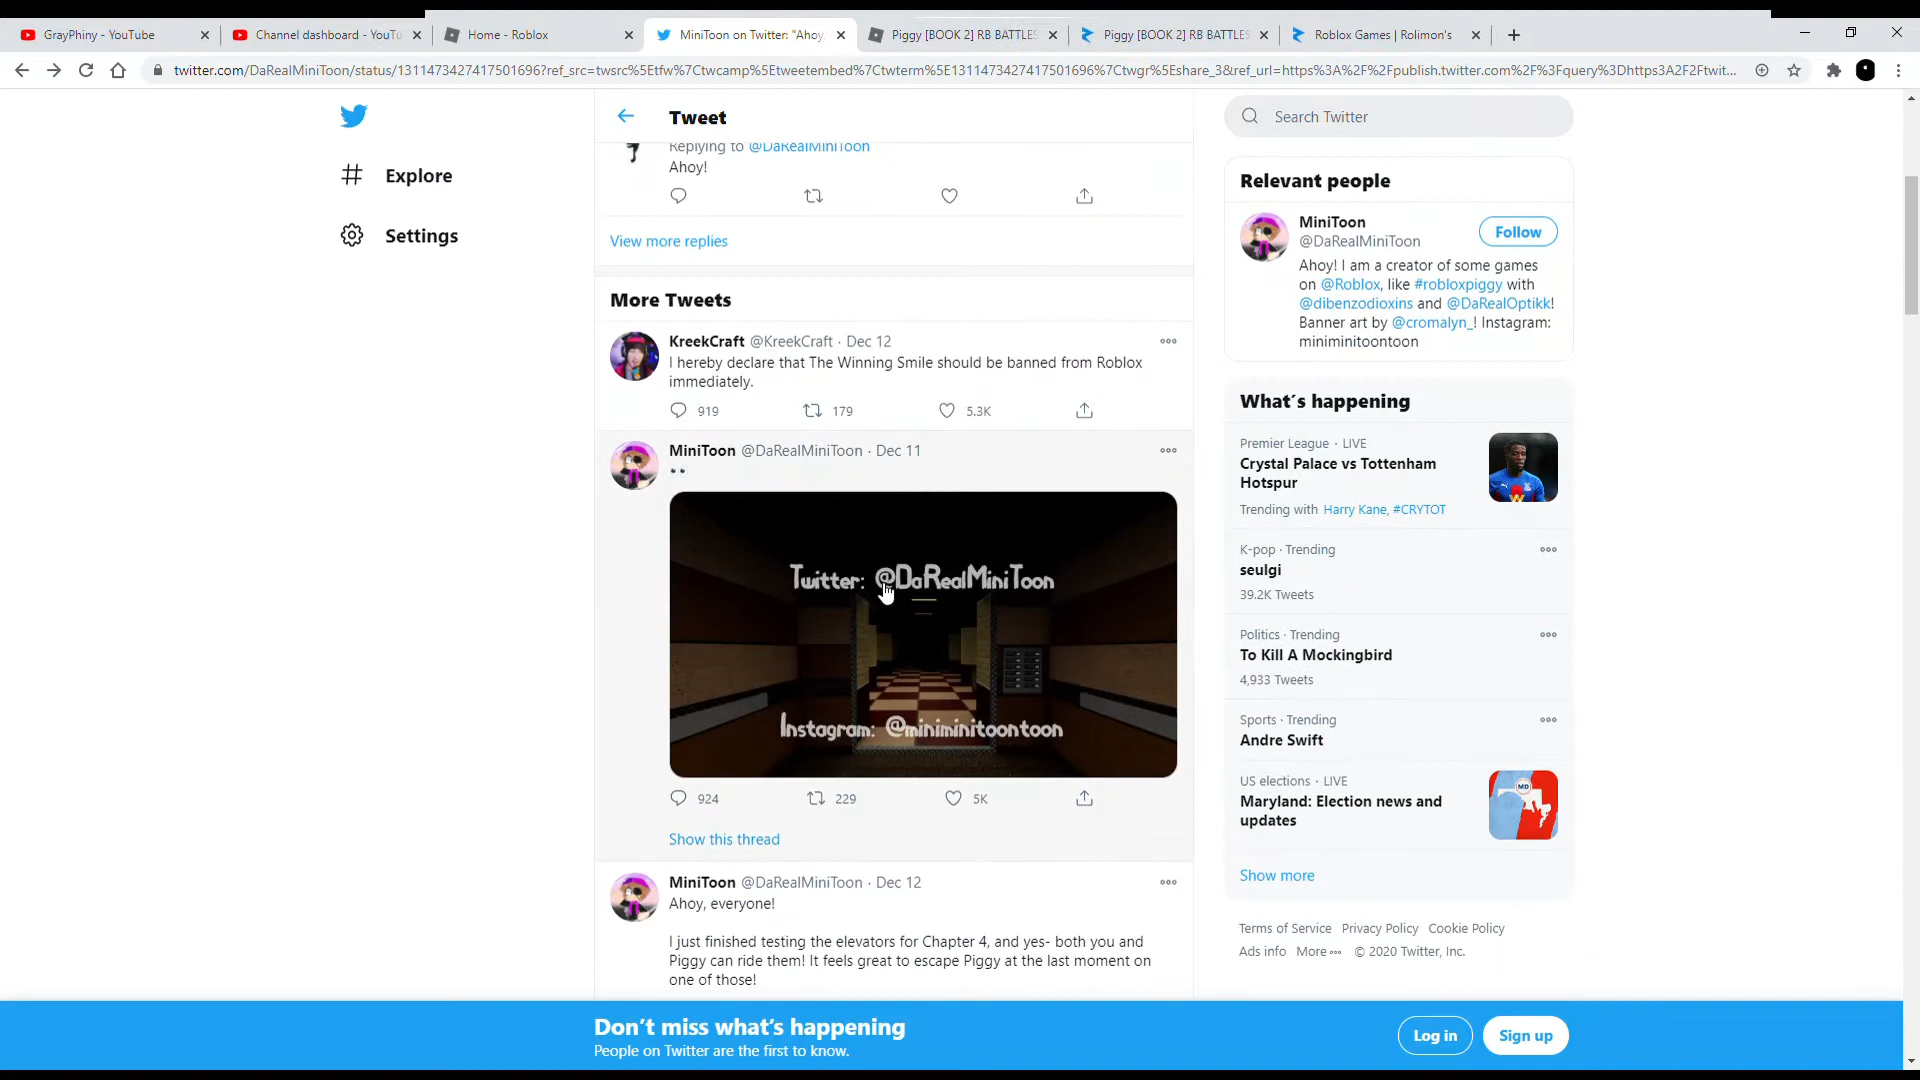 GrayPhiny - YouTube
Channel dashboard - YouTu
Home - Roblox
MiniToon on Twitter: "Ahoy,
Piggy [BOOK 2] RB BATTLES
Piggy [BOOK 2] RB BATTLES
Roblox Games | Rolimon's
twitter.com/DaRealMiniToon/status/1311473427417501696?ref_src=twsrc%5Etfw%7Ctwcamp%5Etweetembed%7Ctwterm%5E1311473427417501696%7Ctwgr%5Eshare_3&ref_url=https%3A%2F%2Fpublish.twitter.com%2F%3Fquery%3Dhttps3A2F2Ftwit...
Explore
Settings
Tweet
Replying to @DaRealMiniToon
Ahoy!
View more replies
More Tweets
KreekCraft @KreekCraft · Dec 12
I hereby declare that The Winning Smile should be banned from Roblox
immediately.
919 179 5.3K
MiniToon @DaRealMiniToon · Dec 11
Twitter: @DaRealMiniToon
Instagram: @miniminitoontoon
924 229 5K
Show this thread
MiniToon @DaRealMiniToon · Dec 12
Ahoy, everyone!
I just finished testing the elevators for Chapter 4, and yes- both you and
Piggy can ride them! It feels great to escape Piggy at the last moment on
one of those!
Search Twitter
Relevant people
MiniToon
@DaRealMiniToon
Follow
Ahoy! I am a creator of some games
on @Roblox, like #robloxpiggy with
@dibenzodioxins and @DaRealOptikk!
Banner art by @cromalyn_! Instagram:
miniminitoontoon
What's happening
Premier League · LIVE
Crystal Palace vs Tottenham
Hotspur
Trending with Harry Kane, #CRYTOT
K-pop · Trending
seulgi
39.2K Tweets
Politics · Trending
To Kill A Mockingbird
4,933 Tweets
Sports · Trending
Andre Swift
US elections · LIVE
Maryland: Election news and
updates
MD
Show more
Terms of Service Privacy Policy Cookie Policy
Ads info More ··· © 2020 Twitter, Inc.
Don't miss what's happening
People on Twitter are the first to know.
Log in
Sign up